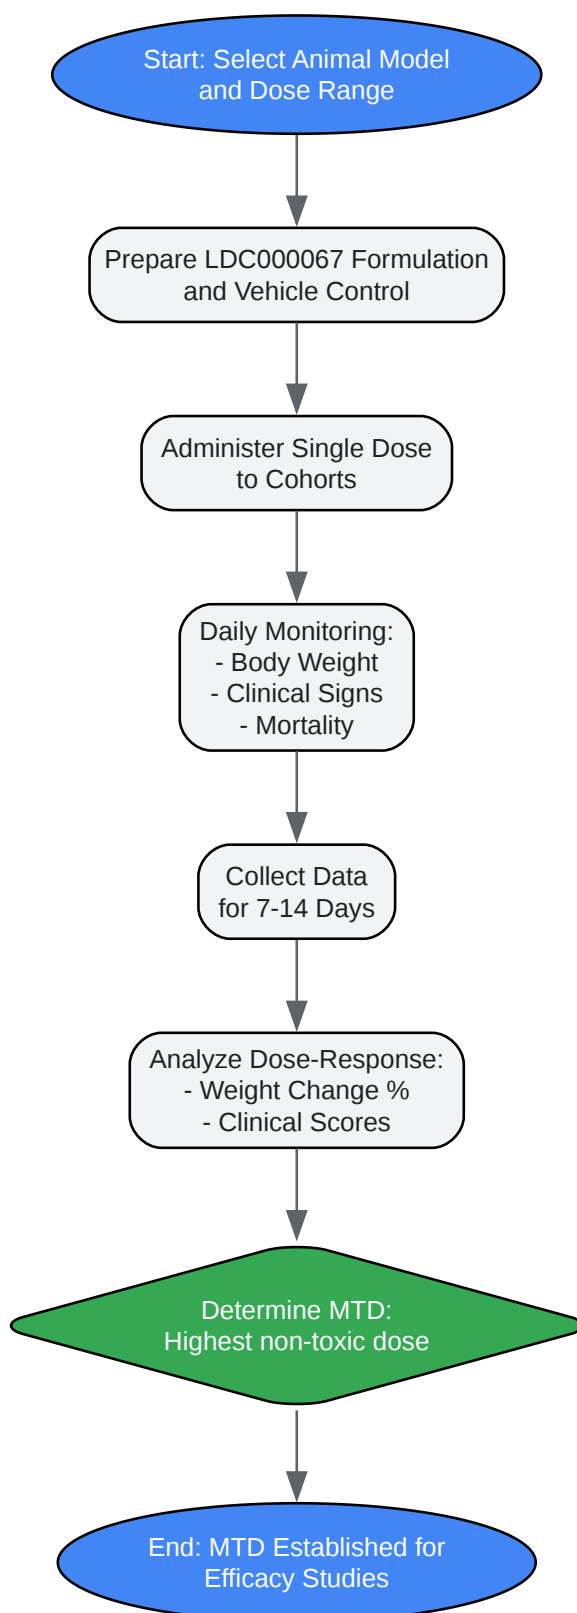 Start: Select Animal Model
and Dose Range
Prepare LDC000067 Formulation
and Vehicle Control
Administer Single Dose
to Cohorts
Daily Monitoring:
- Body Weight
- Clinical Signs
- Mortality
Collect Data
for 7-14 Days
Analyze Dose-Response:
- Weight Change %
- Clinical Scores
Determine MTD:
Highest non-toxic dose
End: MTD Established for
Efficacy Studies